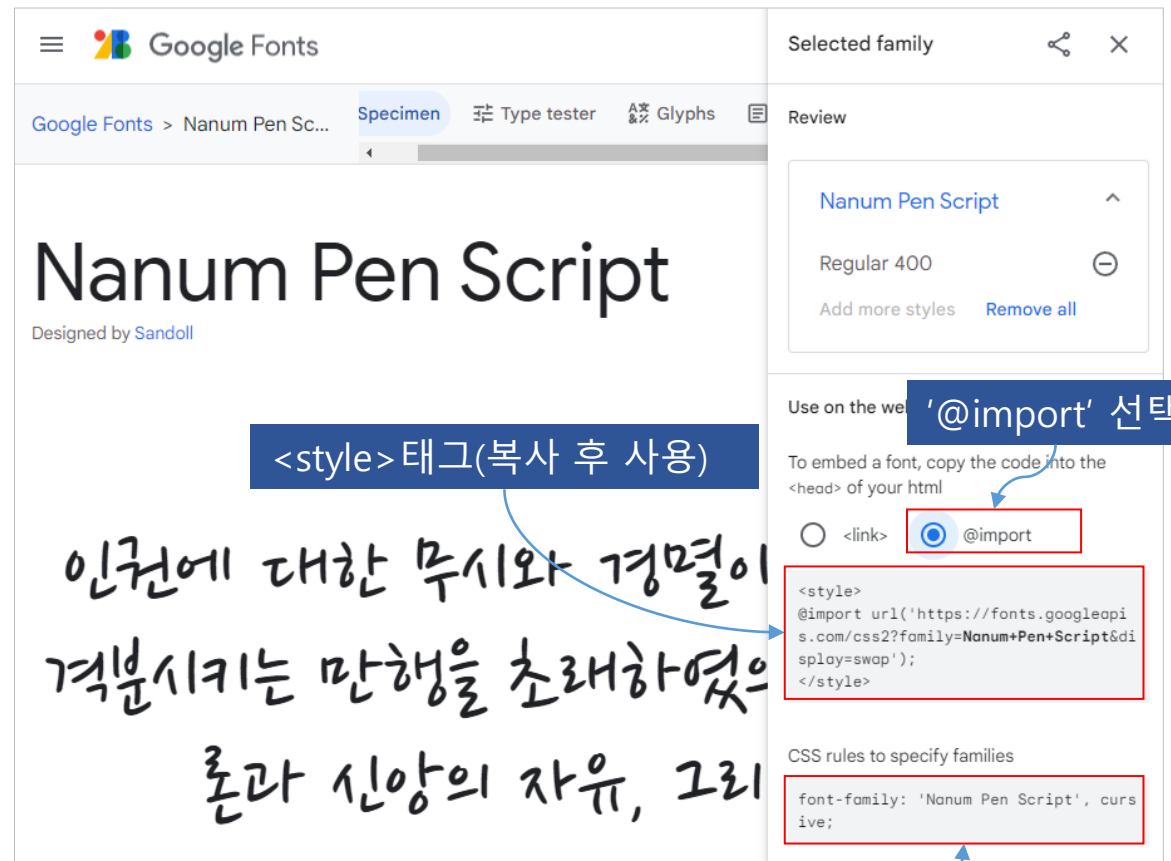 Google Fonts
Selected family
Google Fonts > Nanum Pen Sc...
Specimen
Type tester
Glyphs
Review
Nanum Pen Script
Regular 400
Add more styles Remove all
Nanum Pen Script
Designed by Sandoll
Use on the we
'@import' 선택
<style>태그(복사 후 사용)
To embed a font, copy the code into the
<head> of your html
<link> @import
<style>
@import url('https://fonts.googleapi
s.com/css2?family=Nanum+Pen+Script&di
splay=swap');
</style>
인권에 대한 무시와 경멸이
격분시키는 만행을 초래하였으
론과 신앙의 자유, 그리
CSS rules to specify families
font-family: 'Nanum Pen Script', curs
ive;